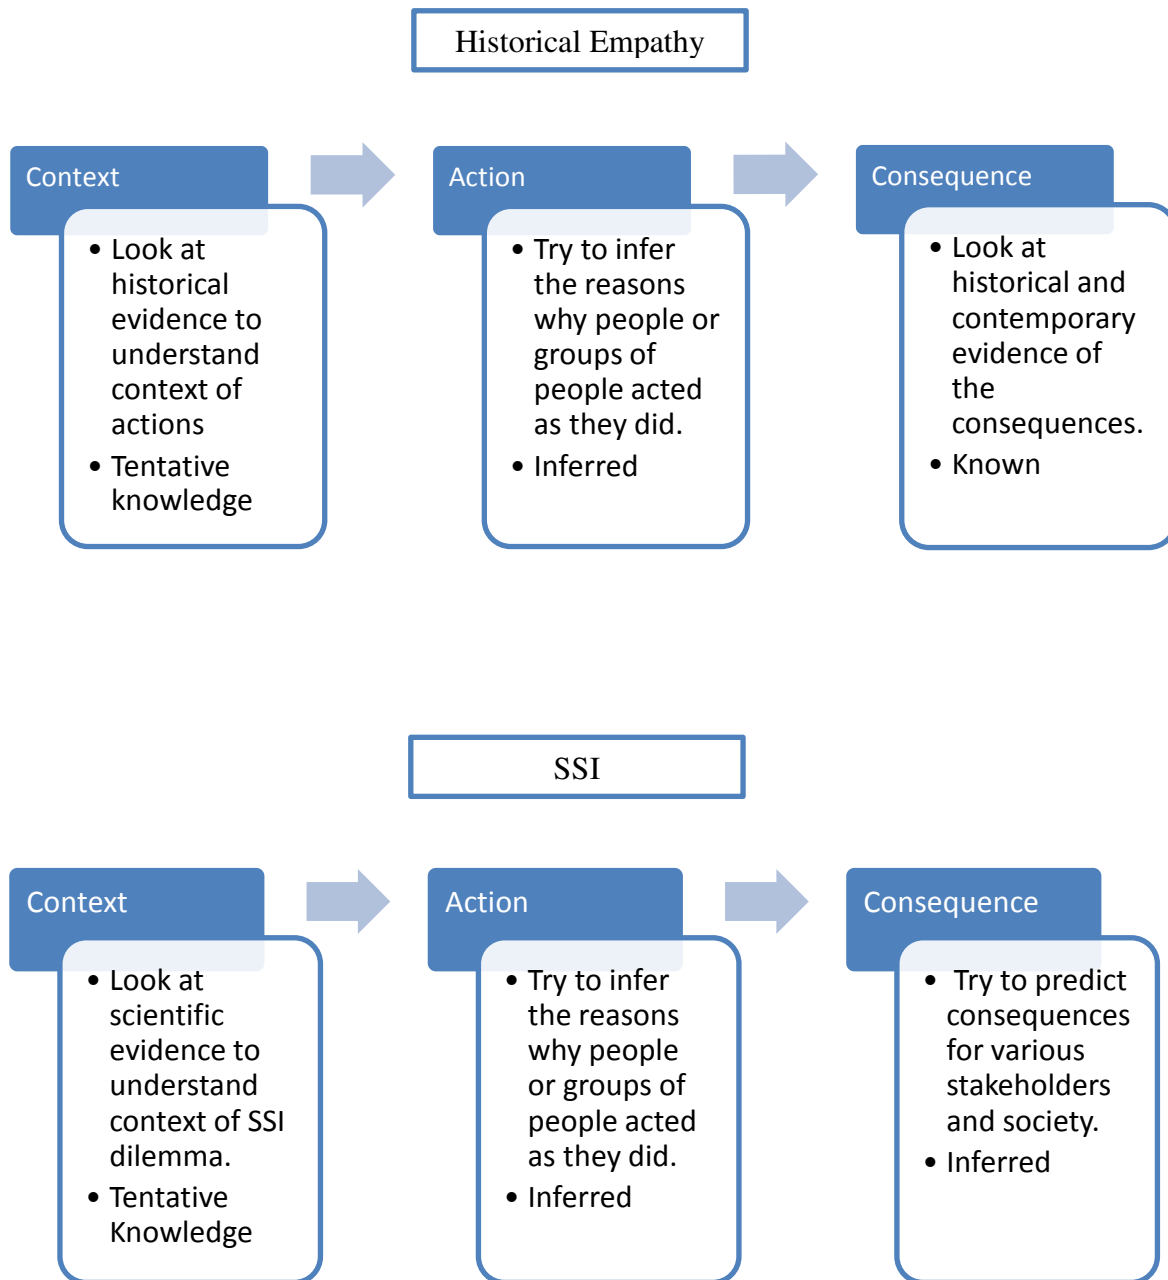 Historical Empathy
Context
• Look at
historical
evidence to
understand
context of
actions
• Tentative
knowledge
Action
• Try to infer
the reasons
why people or
groups of
people acted
as they did.
• Inferred
Consequence
• Look at
historical and
contemporary
evidence of
the
consequences.
• Known
SSI
Context
• Look at
scientific
evidence to
understand
context of SSI
dilemma.
• Tentative
Knowledge
Action
• Try to infer
the reasons
why people
or groups of
people acted
as they did.
• Inferred
Consequence
• Try to predict
consequences
for various
stakeholders
and society.
• Inferred